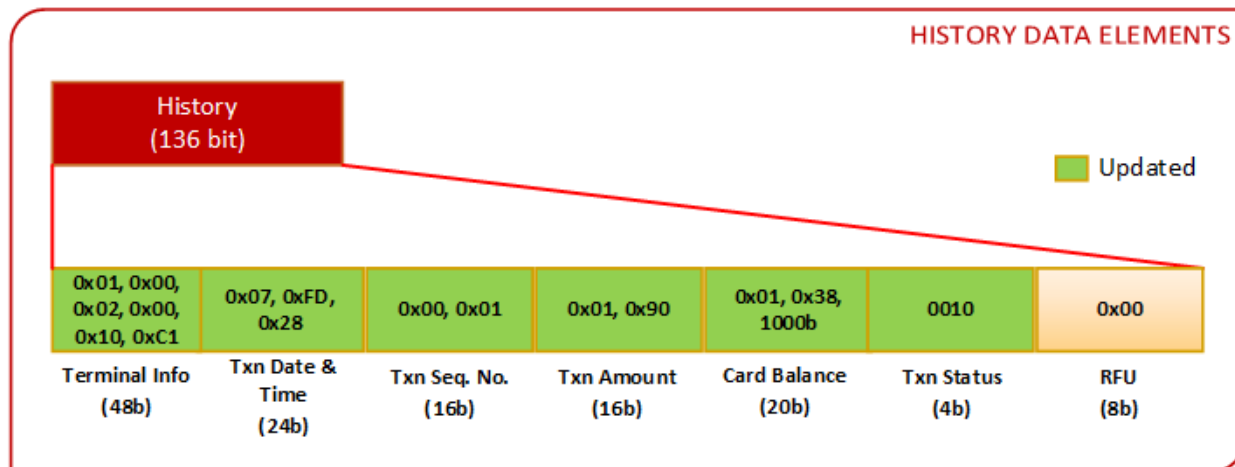 HISTORY DATA ELEMENTS
History
(136 bit)
Updated
0x01, 0x00,
0x02, 0x00,
0x10, 0xC1
0x07, 0xFD,
0x28
0x00, 0x01
0x01, 0x90
0x01, 0x38,
1000b
0010
0x00
Terminal Info
(48b)
Txn Date &
Time
(24b)
Txn Seq. No.
(16b)
Txn Amount
(16b)
Card Balance
(20b)
Txn Status
(4b)
RFU
(8b)